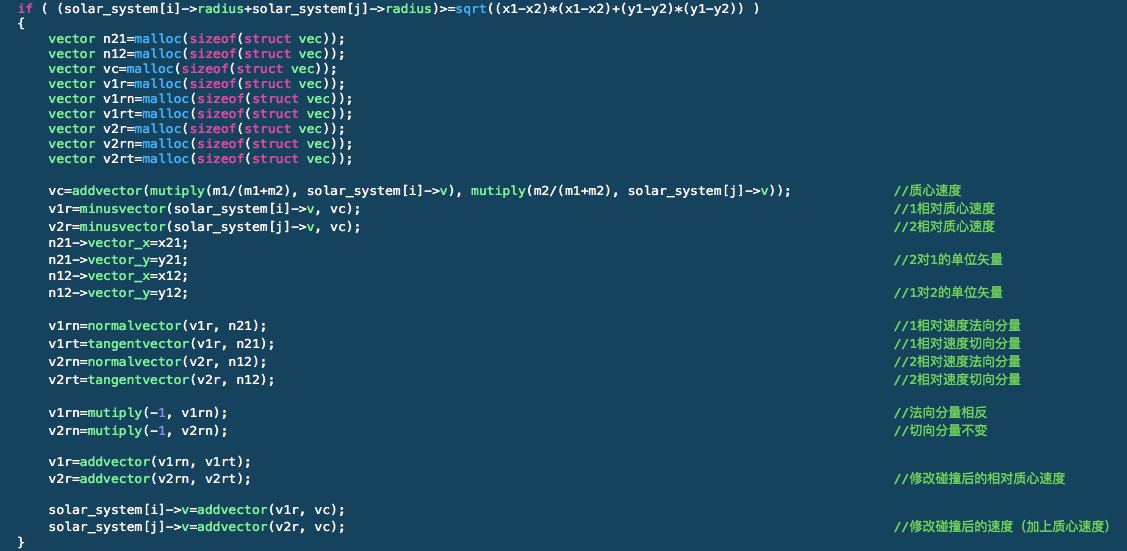 if ( (solar_system[i]->radius+solar_system[j]->radius)>=sqrt((x1-x2)*(x1-x2)+(y1-y2)*(y1-y2)) )
{
    vector n21=malloc(sizeof(struct vec));
    vector n12=malloc(sizeof(struct vec));
    vector vc=malloc(sizeof(struct vec));
    vector v1r=malloc(sizeof(struct vec));
    vector v1rn=malloc(sizeof(struct vec));
    vector v1rt=malloc(sizeof(struct vec));
    vector v2r=malloc(sizeof(struct vec));
    vector v2rn=malloc(sizeof(struct vec));
    vector v2rt=malloc(sizeof(struct vec));

    vc=addvector(mutiply(m1/(m1+m2), solar_system[i]->v), mutiply(m2/(m1+m2), solar_system[j]->v)); //质心速度
    v1r=minusvector(solar_system[i]->v, vc); //1相对质心速度
    v2r=minusvector(solar_system[j]->v, vc); //2相对质心速度
    n21->vector_x=x21;
    n21->vector_y=y21; //2对1的单位矢量
    n12->vector_x=x12;
    n12->vector_y=y12; //1对2的单位矢量

    v1rn=normalvector(v1r, n21); //1相对速度法向分量
    v1rt=tangentvector(v1r, n21); //1相对速度切向分量
    v2rn=normalvector(v2r, n12); //2相对速度法向分量
    v2rt=tangentvector(v2r, n12); //2相对速度切向分量

    v1rn=mutiply(-1, v1rn); //法向分量相反
    v2rn=mutiply(-1, v2rn); //切向分量不变

    v1r=addvector(v1rn, v1rt);
    v2r=addvector(v2rn, v2rt); //修改碰撞后的相对质心速度

    solar_system[i]->v=addvector(v1r, vc);
    solar_system[j]->v=addvector(v2r, vc); //修改碰撞后的速度（加上质心速度）
}